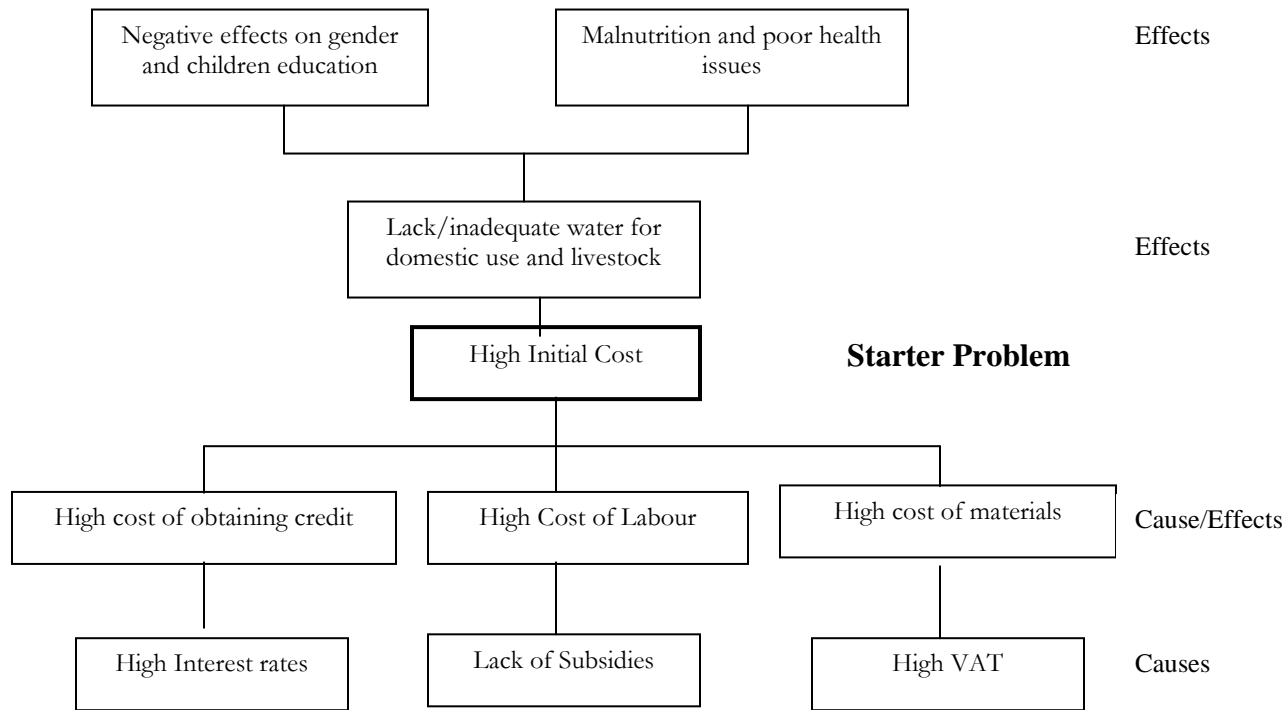 Negative effects on gender
and children education
Malnutrition and poor health
issues
Effects
Lack/inadequate water for
domestic use and livestock
Effects
High Initial Cost
Starter Problem
High cost of obtaining credit
High Cost of Labour
High cost of materials
Cause/Effects
High Interest rates
Lack of Subsidies
High VAT
Causes